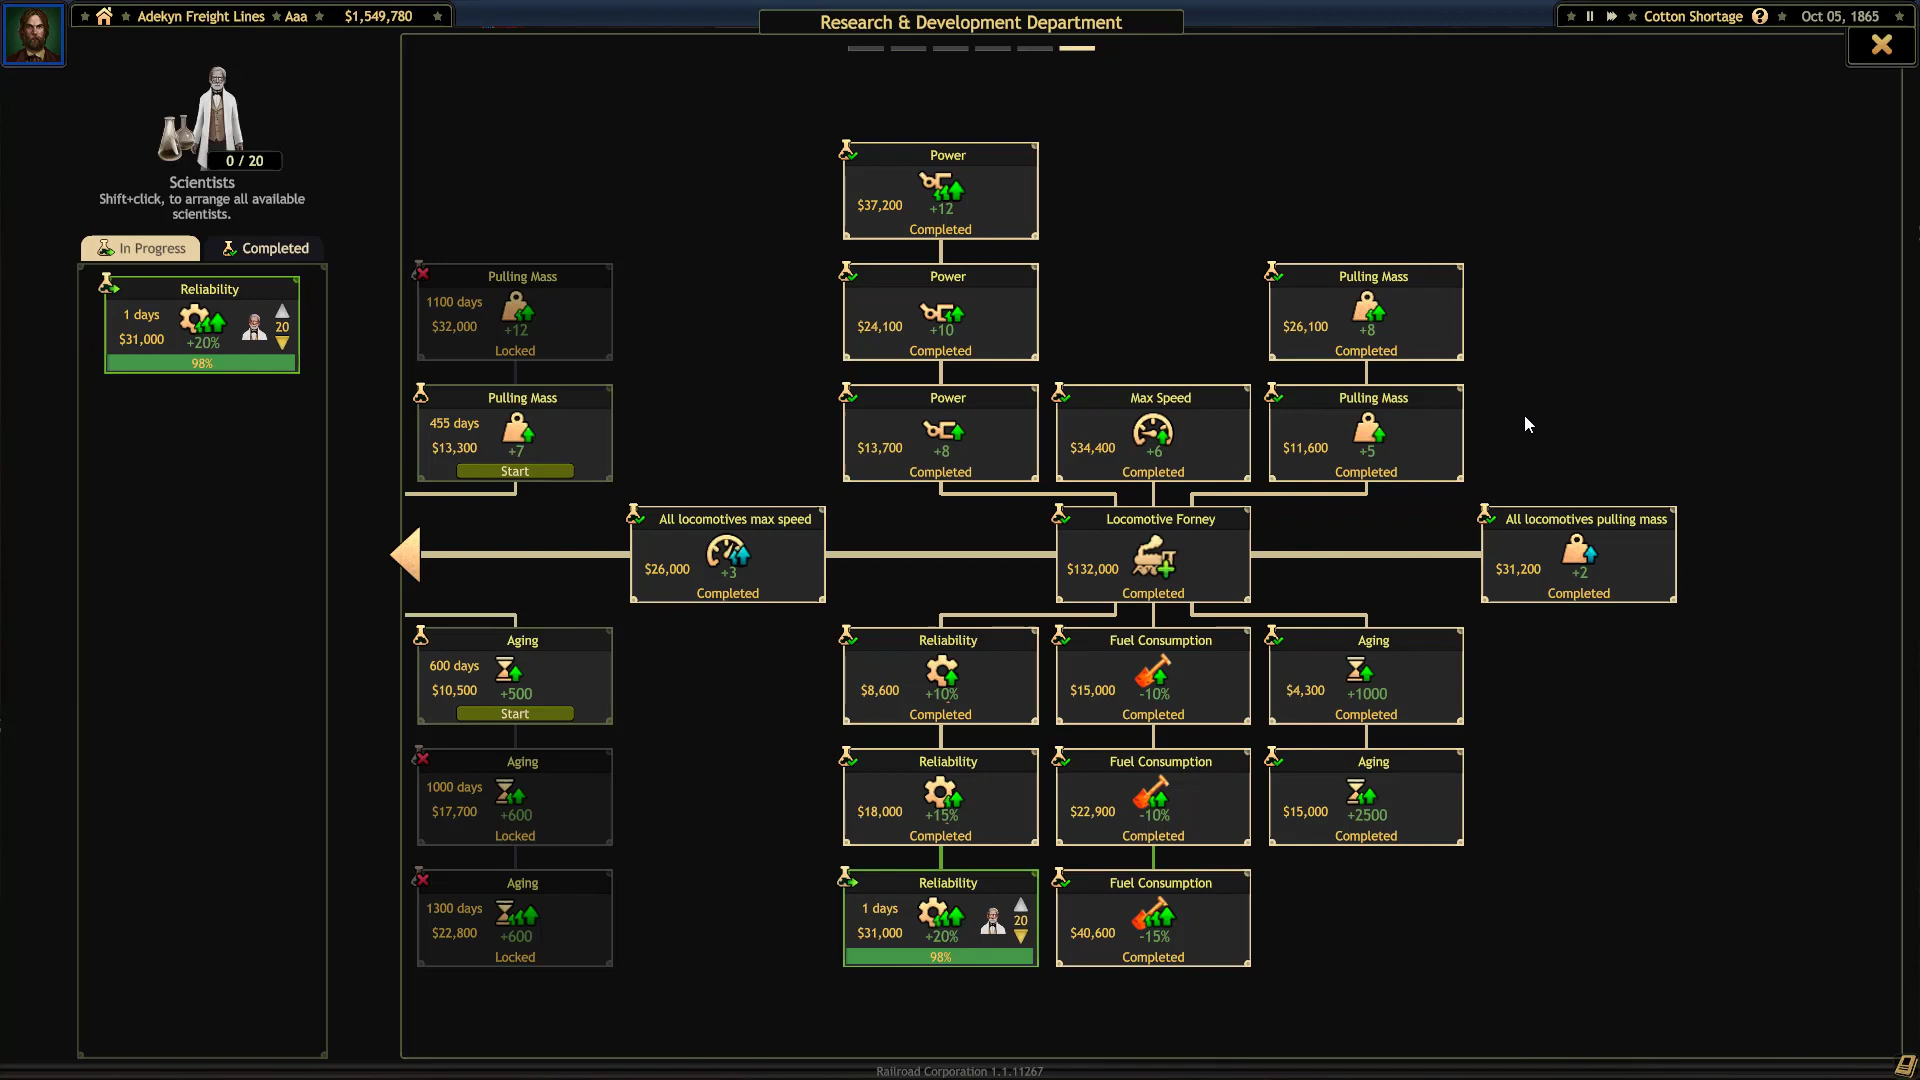 Adekyn Freight Lines
Aaa
$1,549,780
Research & Development Department
Cotton Shortage
?
Oct 05, 1865
0 / 20
Scientists
Shift+click, to arrange all available
scientists.
In Progress
Completed
Reliability
1 days
$31,000
+20%
20
98%
Power
$37,200
+12
Completed
Pulling Mass
1100 days
$32,000
+12
Locked
Power
$24,100
+10
Completed
Pulling Mass
$26,100
+8
Completed
Pulling Mass
455 days
$13,300
+7
Start
Power
$13,700
+8
Completed
Max Speed
$34,400
+6
Completed
Pulling Mass
$11,600
+5
Completed
All locomotives max speed
$26,000
+3
Completed
Locomotive Forney
$132,000
Completed
All locomotives pulling mass
$31,200
+2
Completed
Aging
600 days
$10,500
+500
Start
Reliability
$8,600
+10%
Completed
Fuel Consumption
$15,000
-10%
Completed
Aging
$4,300
+1000
Completed
Aging
1000 days
$17,700
+600
Locked
Reliability
$18,000
+15%
Completed
Fuel Consumption
$22,900
-10%
Completed
Aging
$15,000
+2500
Completed
Aging
1300 days
$22,800
+600
Locked
Reliability
1 days
$31,000
+20%
20
98%
Fuel Consumption
$40,600
-15%
Completed
Railroad Corporation 1.1.11267